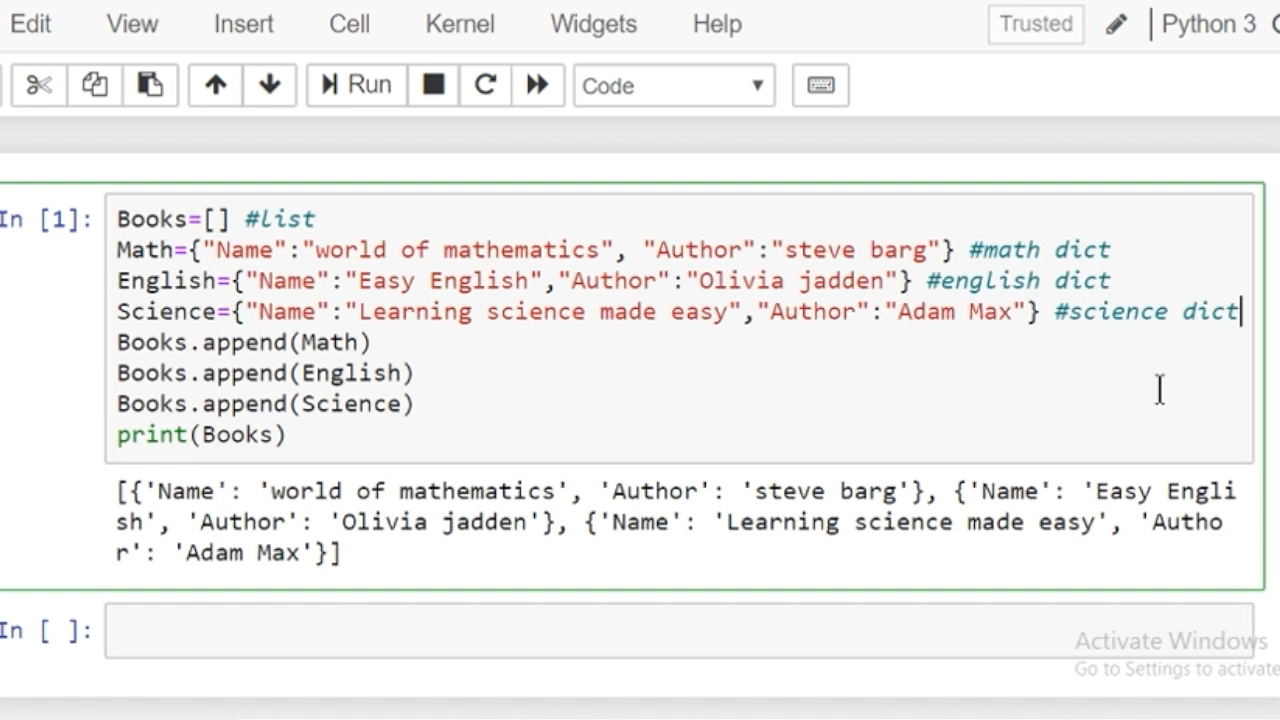 Edit View Insert Cell Kernel Widgets Help Trusted Python 3
Run Code
In [1]: Books=[] #list
Math={"Name":"world of mathematics", "Author":"steve barg"} #math dict
English={"Name":"Easy English","Author":"Olivia jadden"} #english dict
Science={"Name":"Learning science made easy","Author":"Adam Max"} #science dict
Books.append(Math)
Books.append(English)
Books.append(Science)
print(Books)
[{'Name': 'world of mathematics', 'Author': 'steve barg'}, {'Name': 'Easy Engli
sh', 'Author': 'Olivia jadden'}, {'Name': 'Learning science made easy', 'Autho
r': 'Adam Max'}]
In [ ]:
Activate Windows
Go to Settings to activate